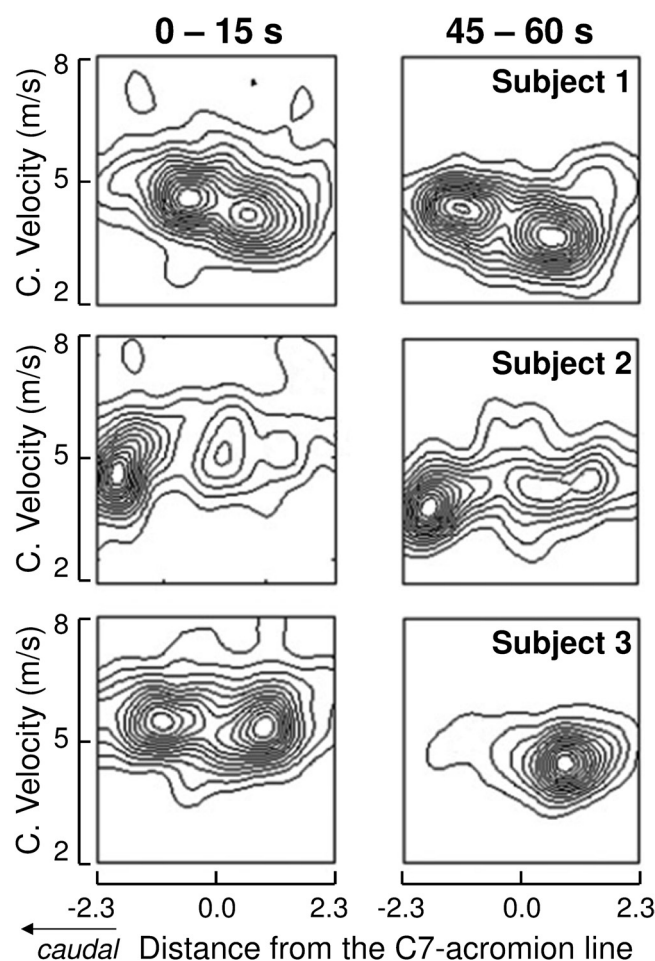 0 – 15 s
45 – 60 s
C. Velocity (m/s)
8
5
2
Subject 1
C. Velocity (m/s)
8
5
2
Subject 2
C. Velocity (m/s)
8
5
2
Subject 3
-2.3 0.0 2.3
-2.3 0.0 2.3
caudal Distance from the C7-acromion line